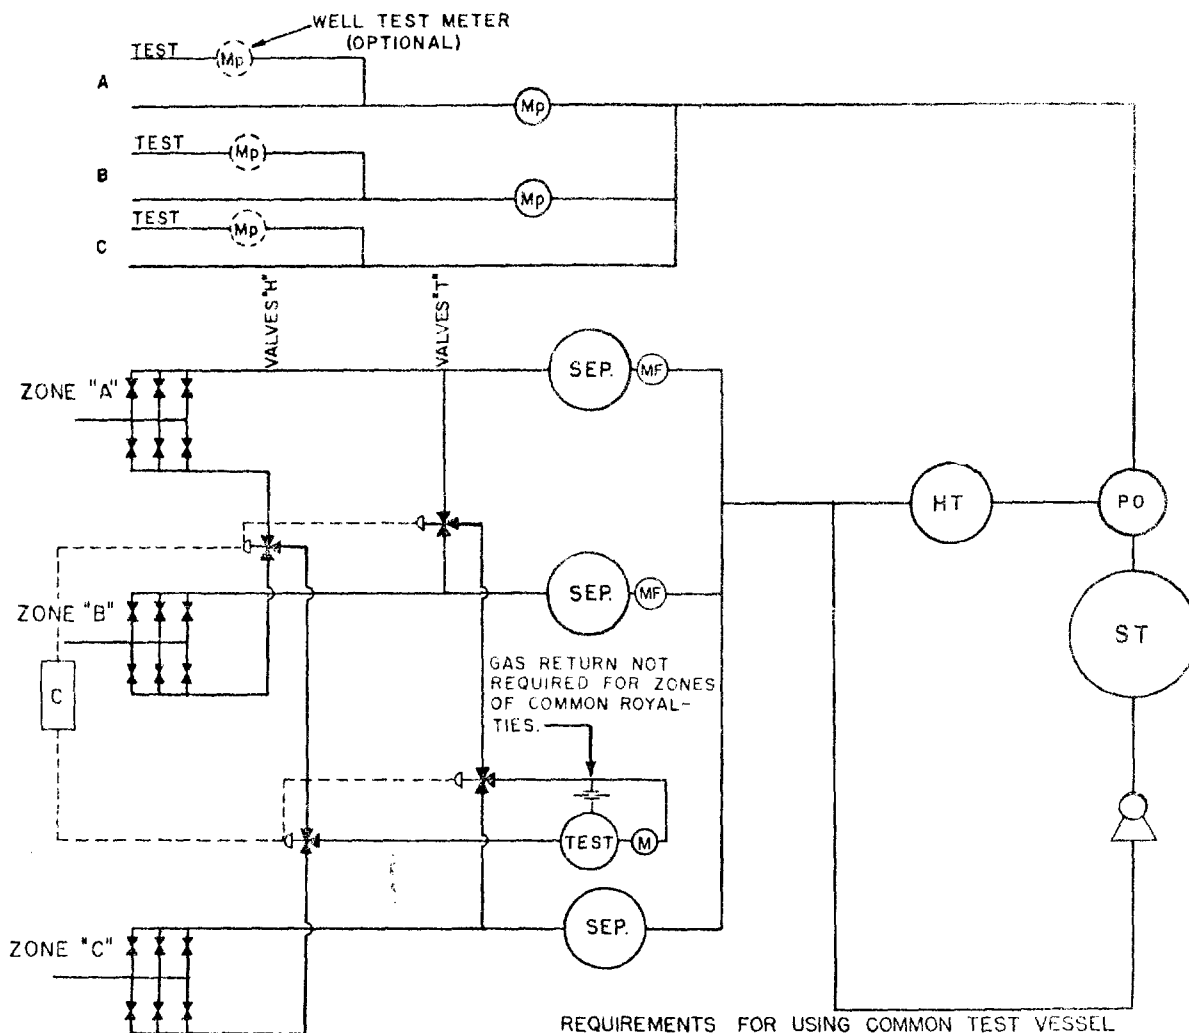 WELL TEST METER
(OPTIONAL)
TEST
Mp
A
Mp
TEST
Mp
B
Mp
TEST
Mp
C
VALVES "H"
VALVES "T"
SEP.
MF
ZONE "A"
HT
PO
SEP.
MF
ZONE "B"
ST
GAS RETURN NOT
REQUIRED FOR ZONES
OF COMMON ROYAL-
TIES.
C
TEST
M
SEP.
ZONE "C"
REQUIREMENTS FOR USING COMMON TEST VESSEL